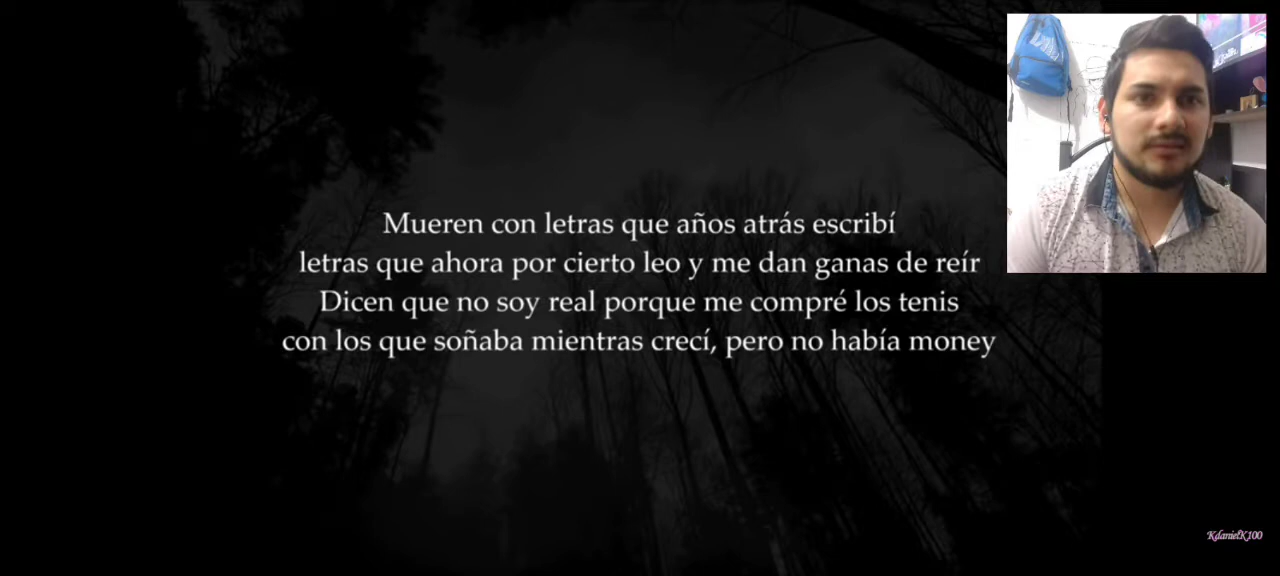 Mueren con letras que años atrás escribí
letras que ahora por cierto leo y me dan ganas de reír
Dicen que no soy real porque me compré los tenis
con los que soñaba mientras crecí, pero no había money
KdanielK100